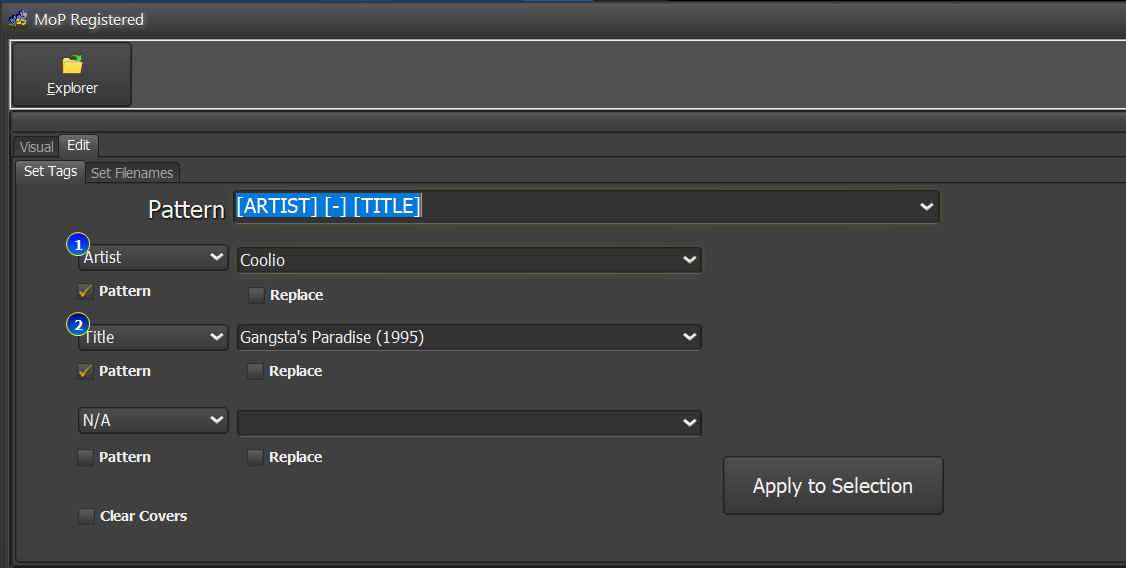 MoP Registered
Explorer
Visual Edit
Set Tags Set Filenames
Pattern [ARTIST] [-] [TITLE]
1
Artist Coolio
Pattern Replace
2
Title Gangsta's Paradise (1995)
Pattern Replace
N/A
Pattern Replace
Apply to Selection
Clear Covers